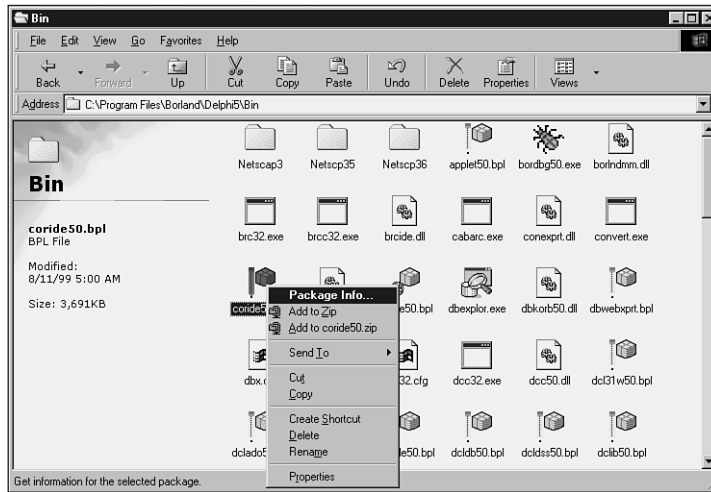 Bin
File Edit View Go Favorites Help
Back Forward Up Cut Copy Paste Undo Delete Properties Views
Address C:\Program Files\Borland\Delphi5\Bin
Netscap3 Netscp35 Netscp36 applet50.bpl bordbg50.exe borlndmm.dll
Bin
coride50.bpl
BPL File
Modified:
8/11/99 5:00 AM
Size: 3,691KB
brc32.exe brcc32.exe brcide.dll cabarc.exe conexprt.dll convert.exe
coride5 e50.bpl dbexplor.exe dbkorb50.dll dbwebxprt.bpl
Package Info...
Add to Zip
Add to coride50.zip
Send To
Cut
Copy
Create Shortcut
Delete
Rename
Properties
dbx.c 32.cfg dcc32.exe dcc50.dll dcl31w50.bpl
dclado5 le50.bpl dcldb50.bpl dcldss50.bpl dclib50.bpl
Get information for the selected package.